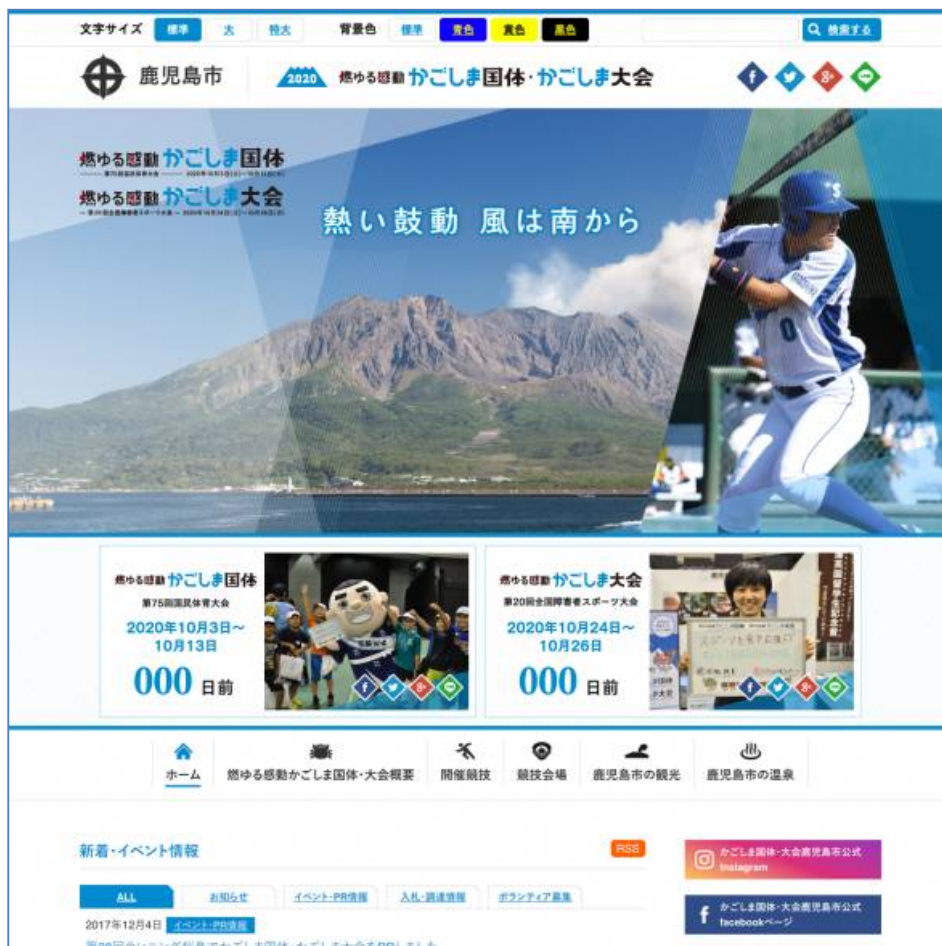 文字サイズ 標準 大 特大 背景色 標準 青色 黄色 黒色 検索する
鹿児島市 2020 燃ゆる感動 かごしま国体・かごしま大会
燃ゆる感動 かごしま国体
燃ゆる感動 かごしま大会
熱い鼓動 風は南から
S
0
燃ゆる感動 かごしま国体
第75回国民体育大会
2020年10月3日～
10月13日
000 日前
燃ゆる感動 かごしま大会
第20回全国障害者スポーツ大会
2020年10月24日～
10月26日
000 日前
ホーム 燃ゆる感動かごしま国体・大会概要 開催競技 競技会場 鹿児島市の観光 鹿児島市の温泉
新着・イベント情報 RSS
かごしま国体・大会鹿児島市公式
Instagram
ALL お知らせ イベント・PR情報 入札・調達情報 ボランティア募集
かごしま国体・大会鹿児島市公式
facebookページ
2017年12月4日 イベント・PR情報